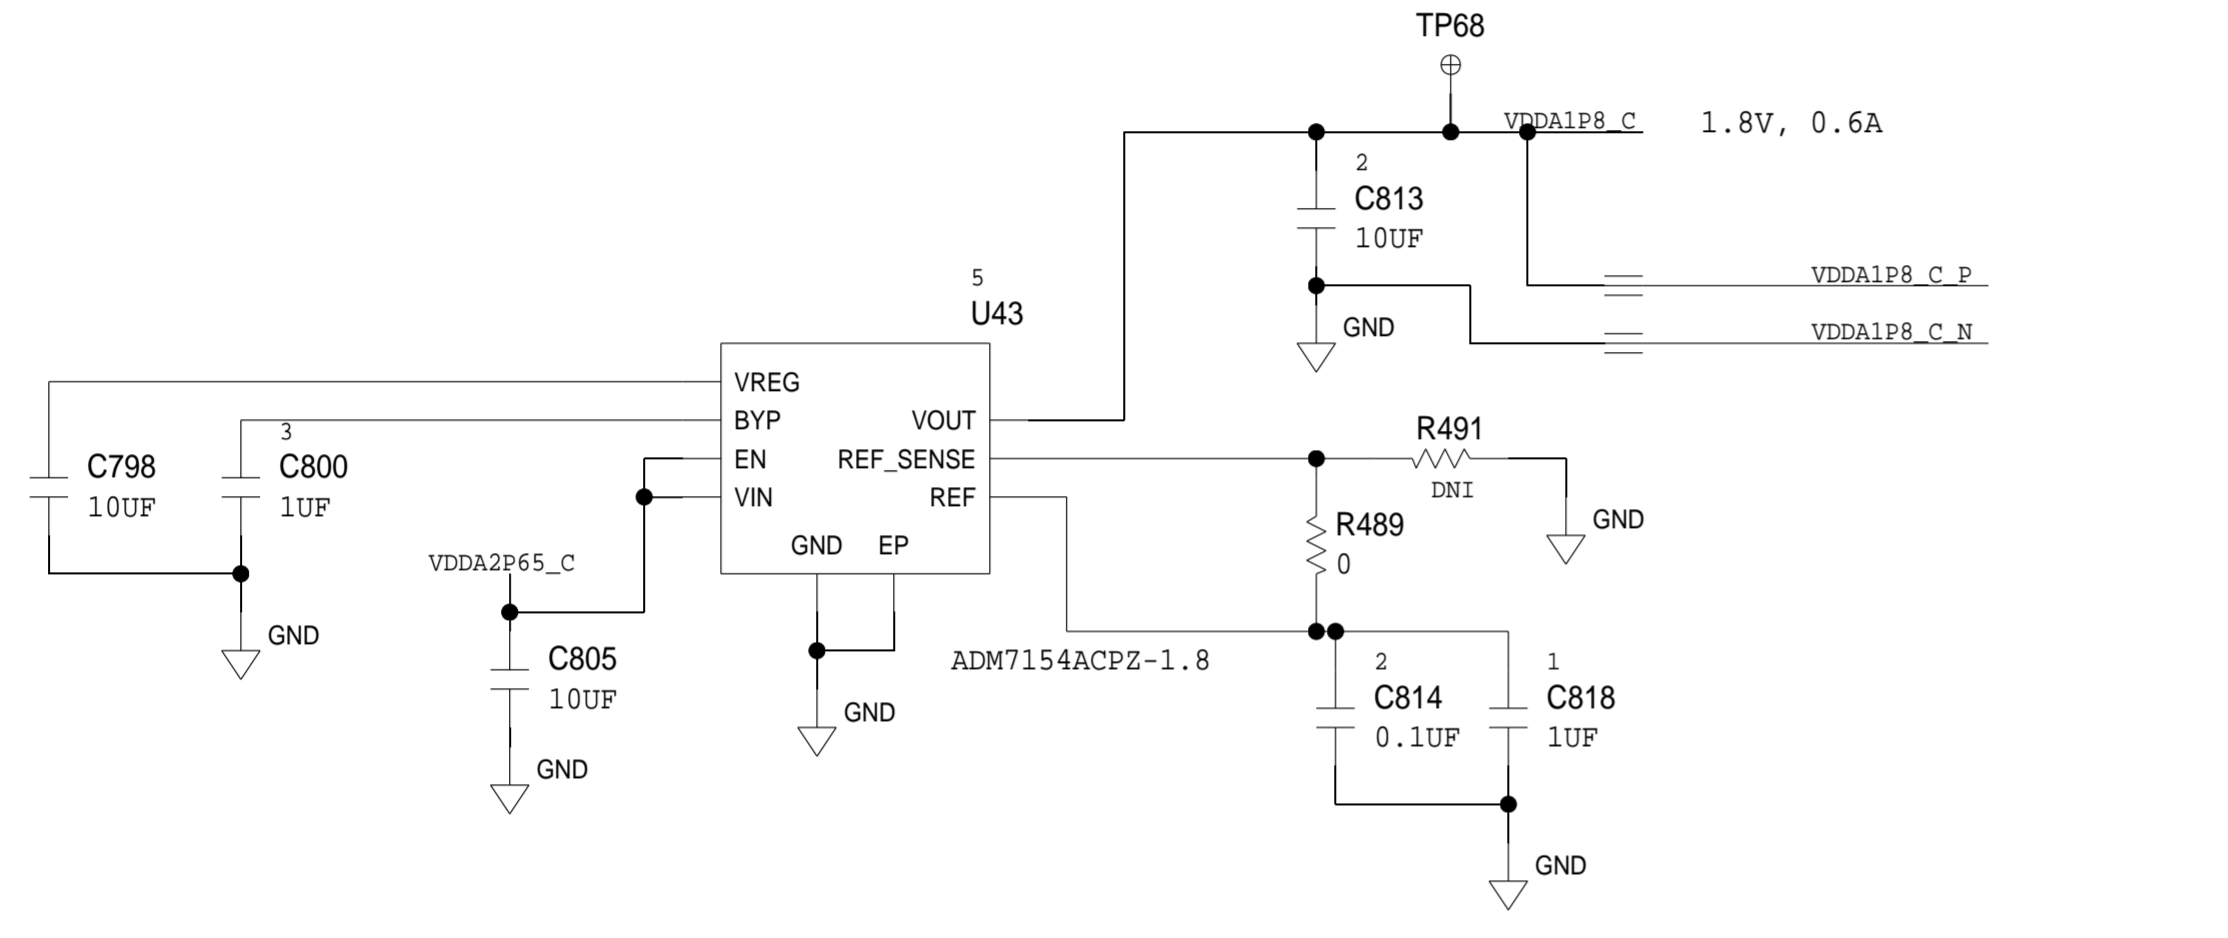 TP68
VDDA1P8_C
1.8V, 0.6A
2
C813
10UF
VDDA1P8_C_P
5
U43
GND
VDDA1P8_C_N
VREG
BYP
VOUT
EN
REF_SENSE
VIN
REF
GND
EP
3
C798
C800
10UF
1UF
R491
DNI
GND
R489
0
VDDA2P65_C
GND
C805
10UF
ADM7154ACPZ-1.8
2
C814
0.1UF
1
C818
1UF
GND
GND
GND